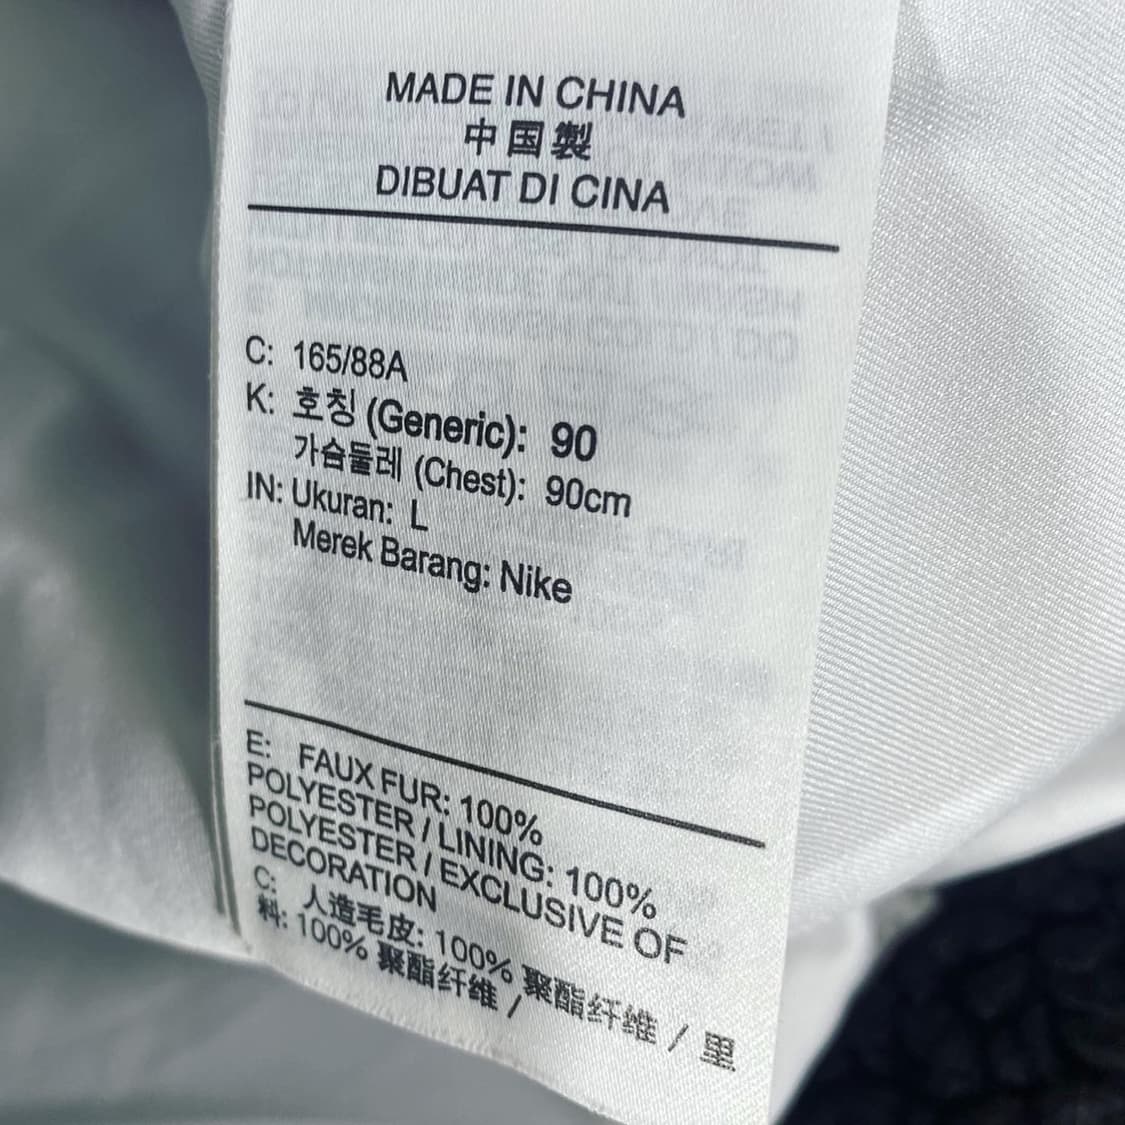 MADE IN CHINA
中国製
DIBUAT DI CINA
C: 165/88A
K: 호칭 (Generic): 90
가슴둘레 (Chest): 90cm
IN: Ukuran: L
Merek Barang: Nike
E: FAUX FUR: 100%
POLYESTER / LINING: 100%
POLYESTER / EXCLUSIVE OF
DECORATION
C: 人造毛皮: 100% 聚酯纤维 / 里
料: 100% 聚酯纤维 /